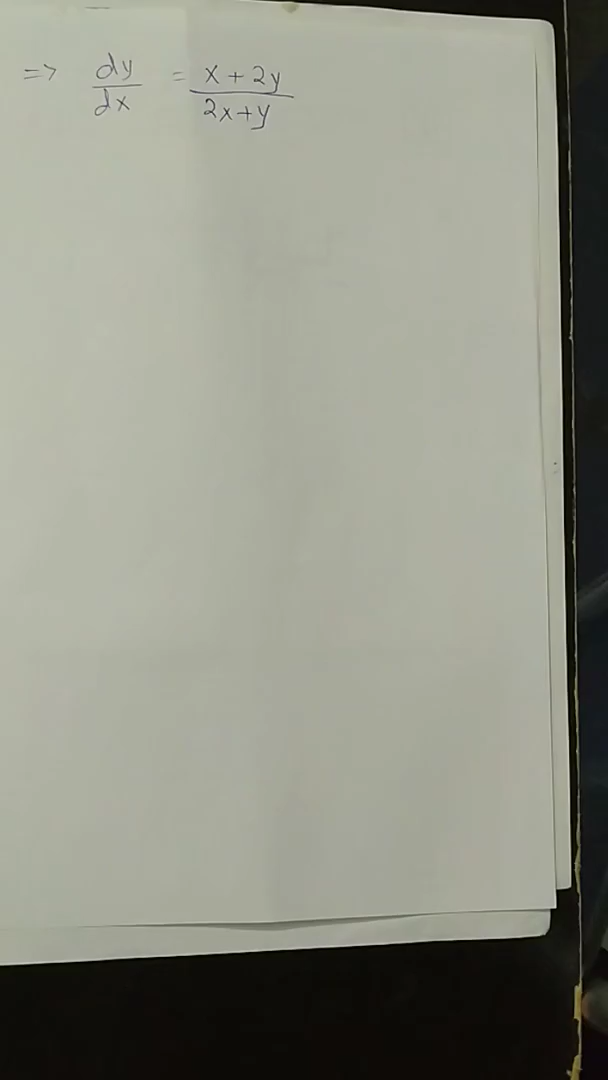 => dy/dx = x + 2y / 2x + y